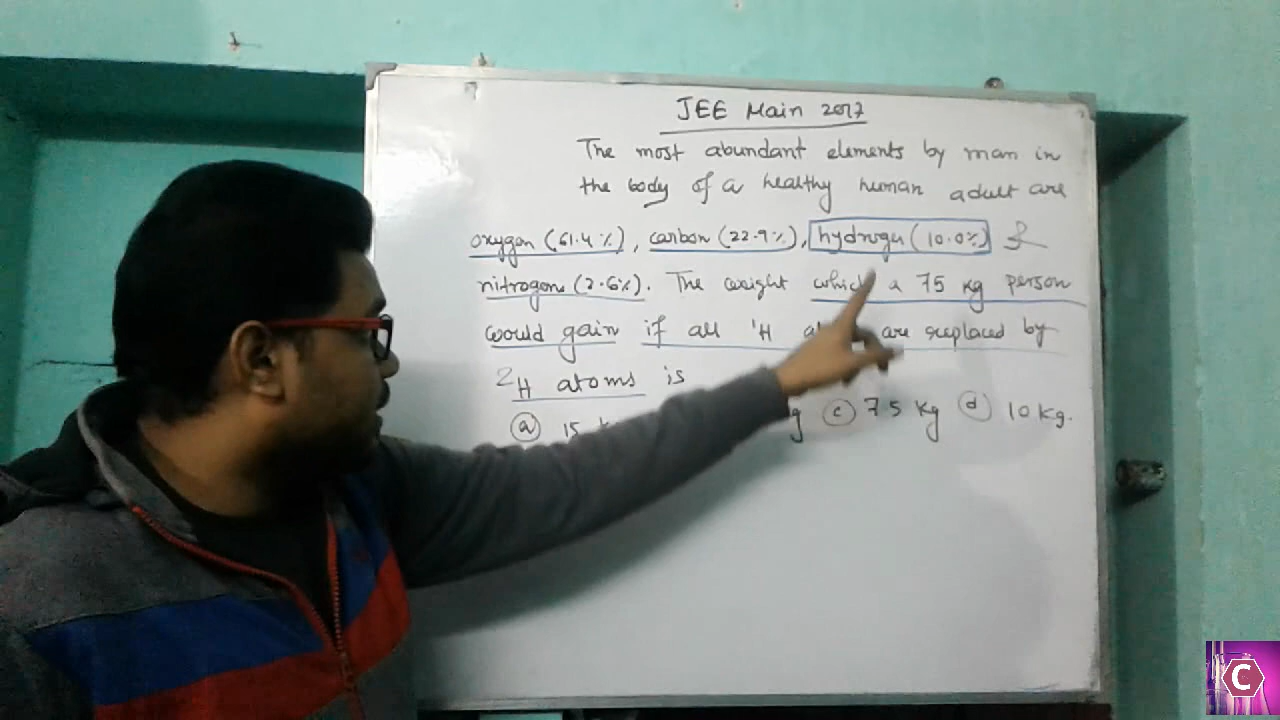 JEE Main 2017
The most abundant elements by man in
the body of a healthy human adult are
oxygen (61.4%), carbon (22.9%), hydrogen (10.0%) &
nitrogen (2.6%). The weight which a 75 kg person
would gain if all ¹H are replaced by
²H atoms is
(a) 15 g (c) 75 kg (d) 10 kg.
C